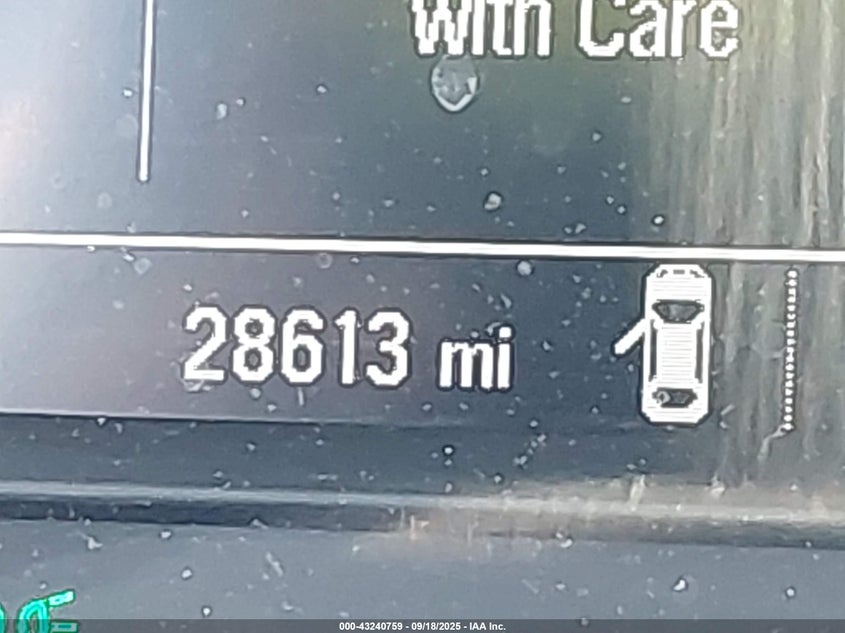 With Care
28613 mi
000-43240759 - 09/18/2025 - IAA Inc.